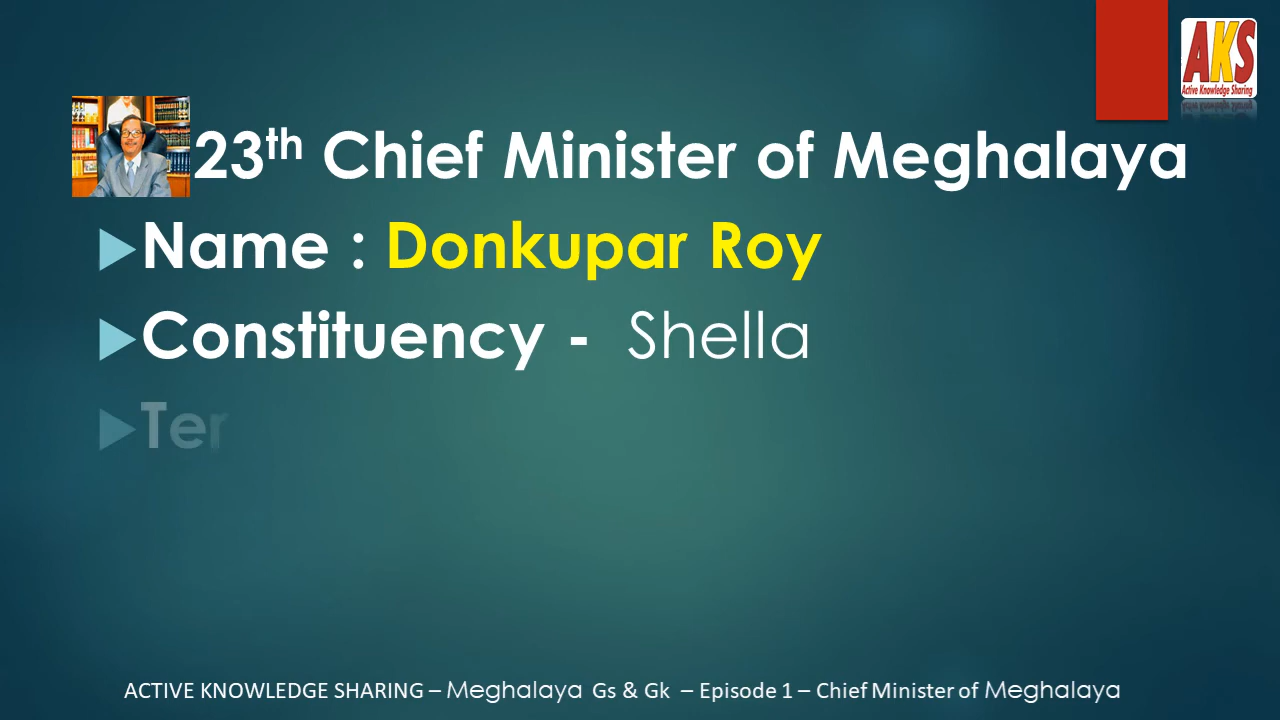 AKS
Active Knowledge Sharing
23th Chief Minister of Meghalaya
Name : Donkupar Roy
Constituency - Shella
Ter
ACTIVE KNOWLEDGE SHARING – Meghalaya Gs & Gk – Episode 1 – Chief Minister of Meghalaya